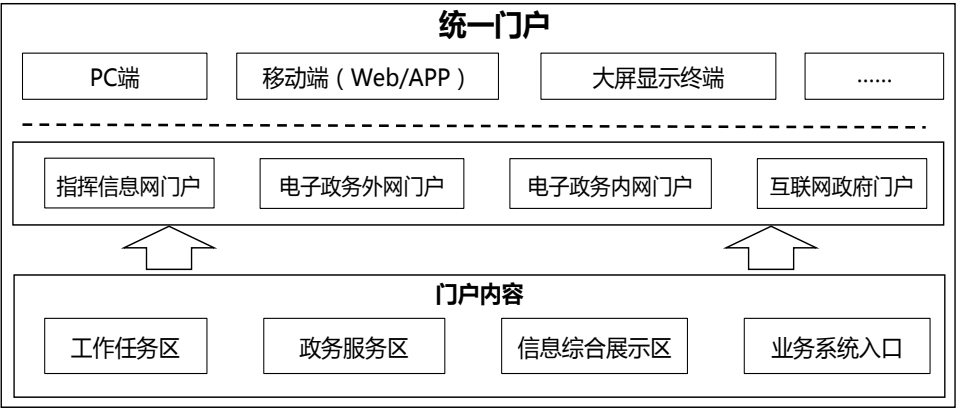 统一门户
PC端
移动端（Web/APP）
大屏显示终端
……
指挥信息网门户
电子政务外网门户
电子政务内网门户
互联网政府门户
门户内容
工作任务区
政务服务区
信息综合展示区
业务系统入口